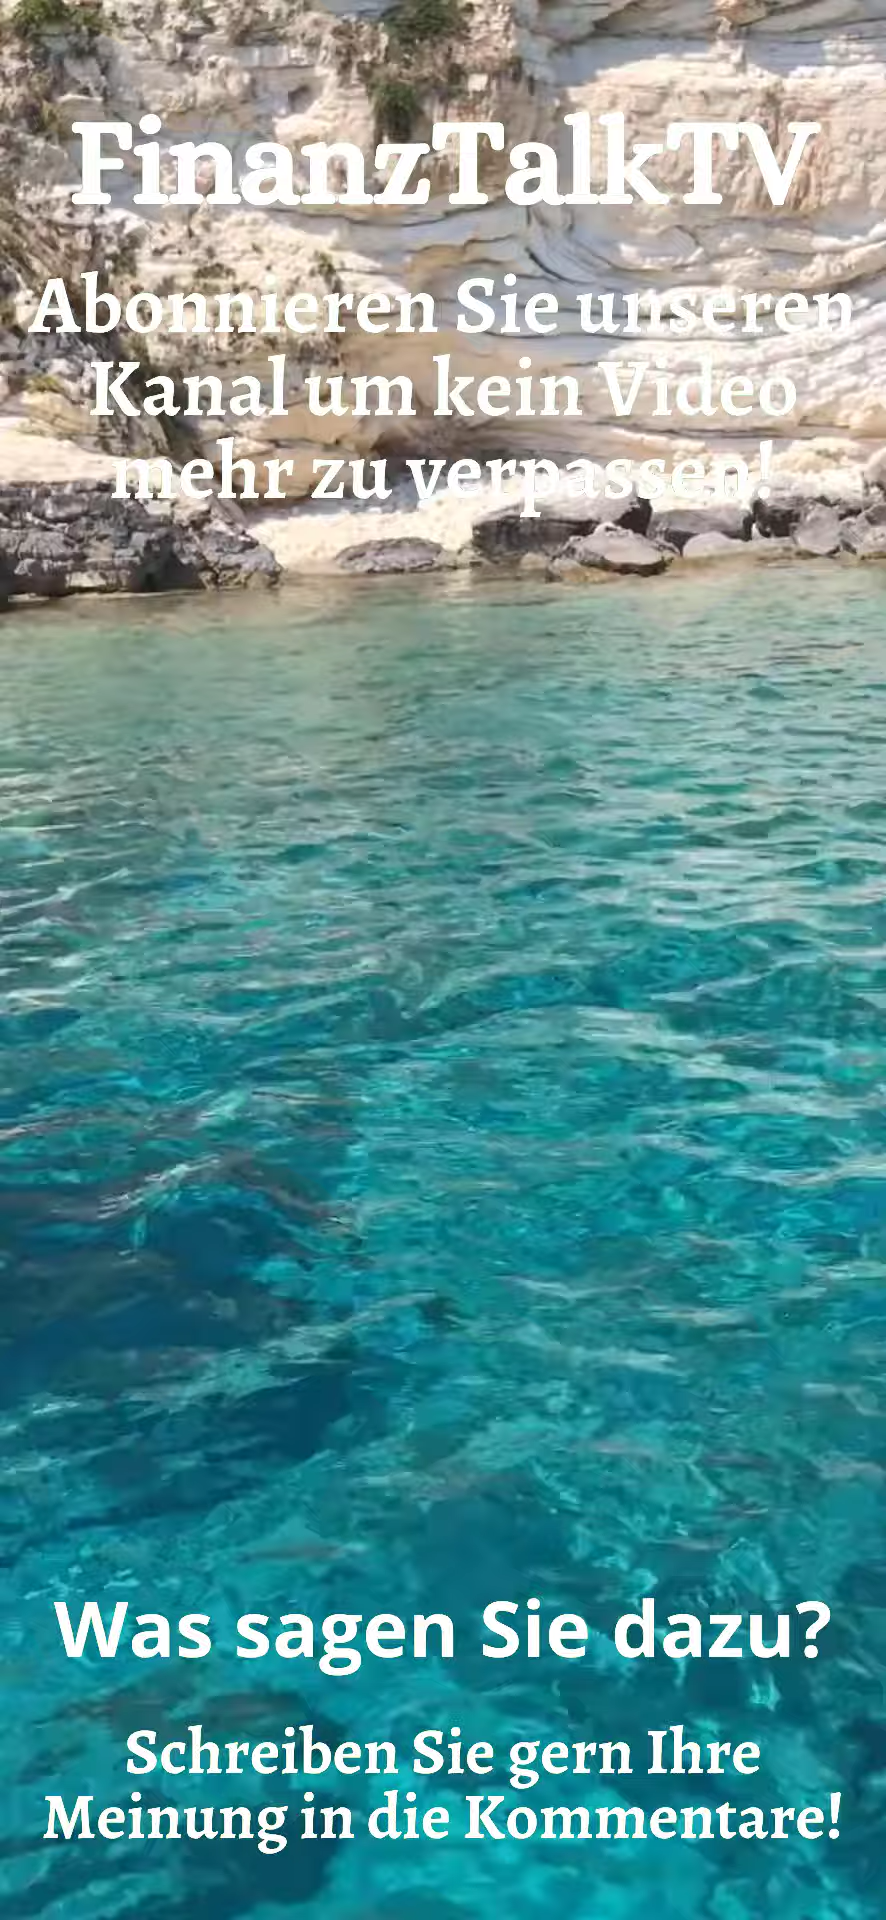 FinanzTalkTV
Abonnieren Sie unseren
Kanal um kein Video
mehr zu verpassen!
Was sagen Sie dazu?
Schreiben Sie gern Ihre
Meinung in die Kommentare!